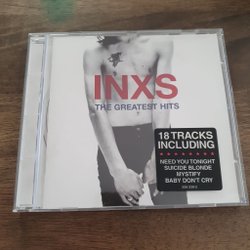 INXS
THE GREATEST HITS
18 TRACKS
INCLUDING
NEED YOU TONIGHT
SUICIDE BLONDE
MYSTIFY
BABY DON'T CRY